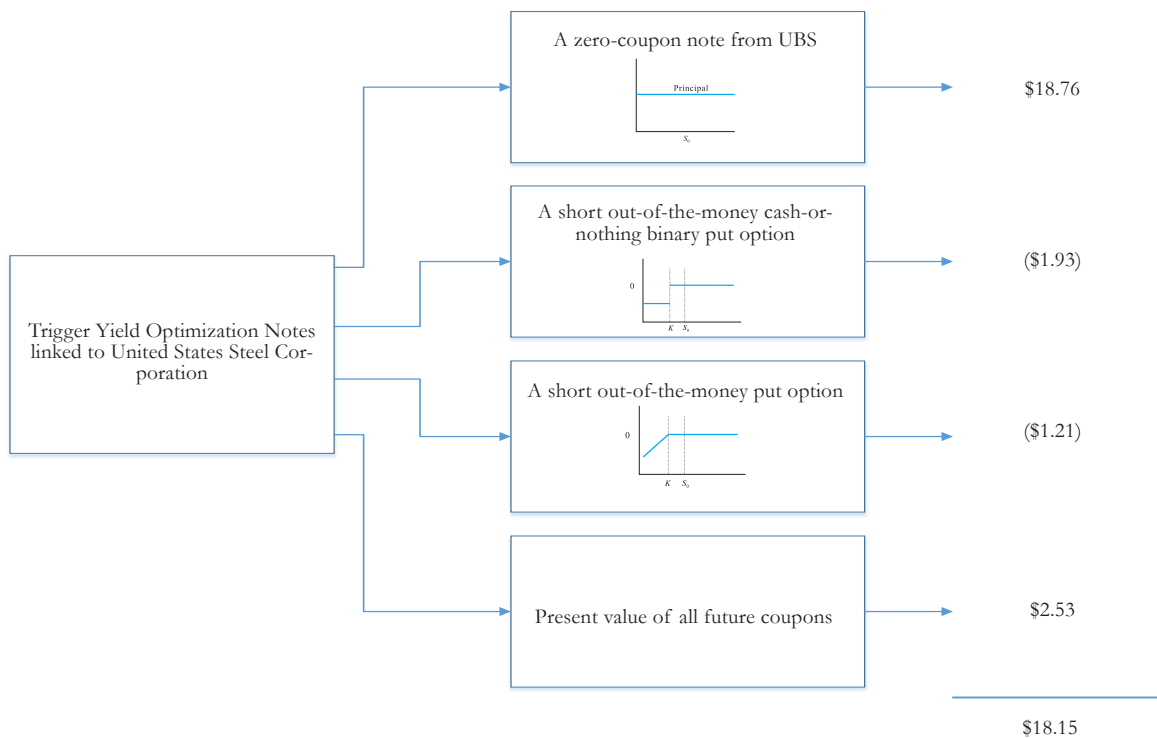 A zero-coupon note from UBS
Principal
S0
$18.76
A short out-of-the-money cash-or-
nothing binary put option
0
K S0
($1.93)
Trigger Yield Optimization Notes
linked to United States Steel Cor-
poration
A short out-of-the-money put option
0
K S0
($1.21)
Present value of all future coupons
$2.53
$18.15